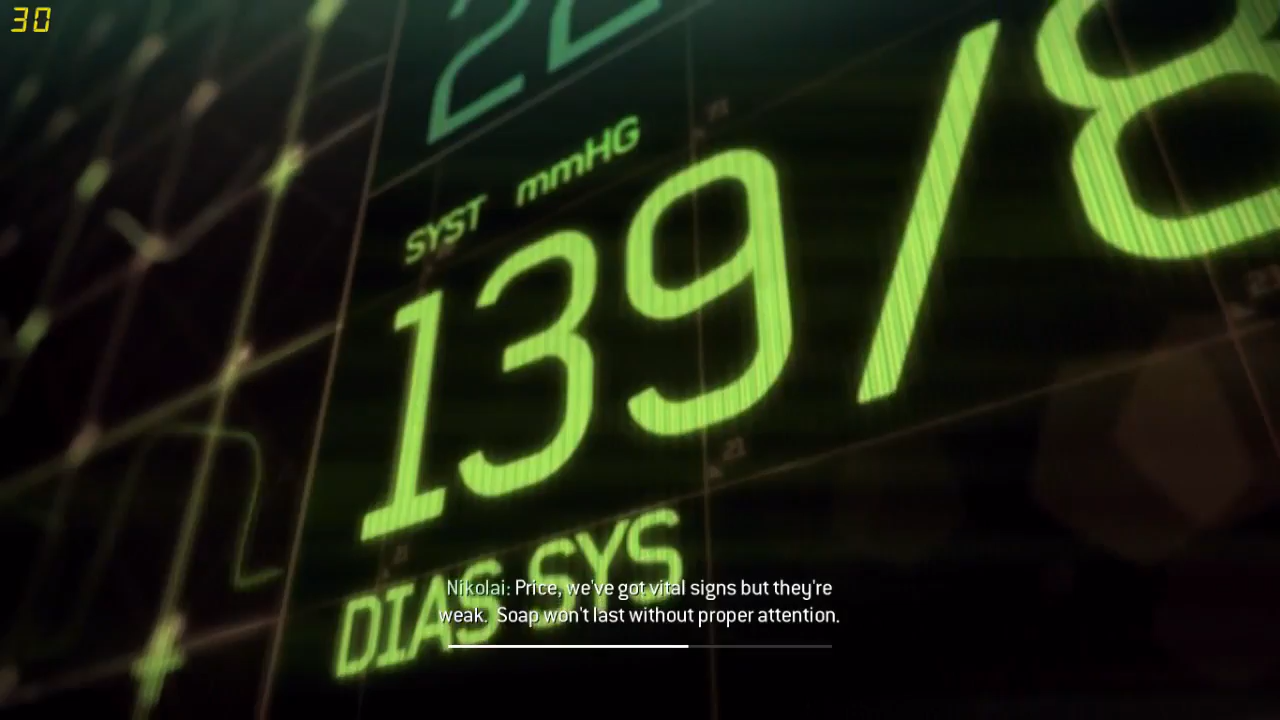 30
SYST mmHG
139/8
DIAS SYS
Nikolai: Price, we've got vital signs but they're
weak. Soap won't last without proper attention.
21